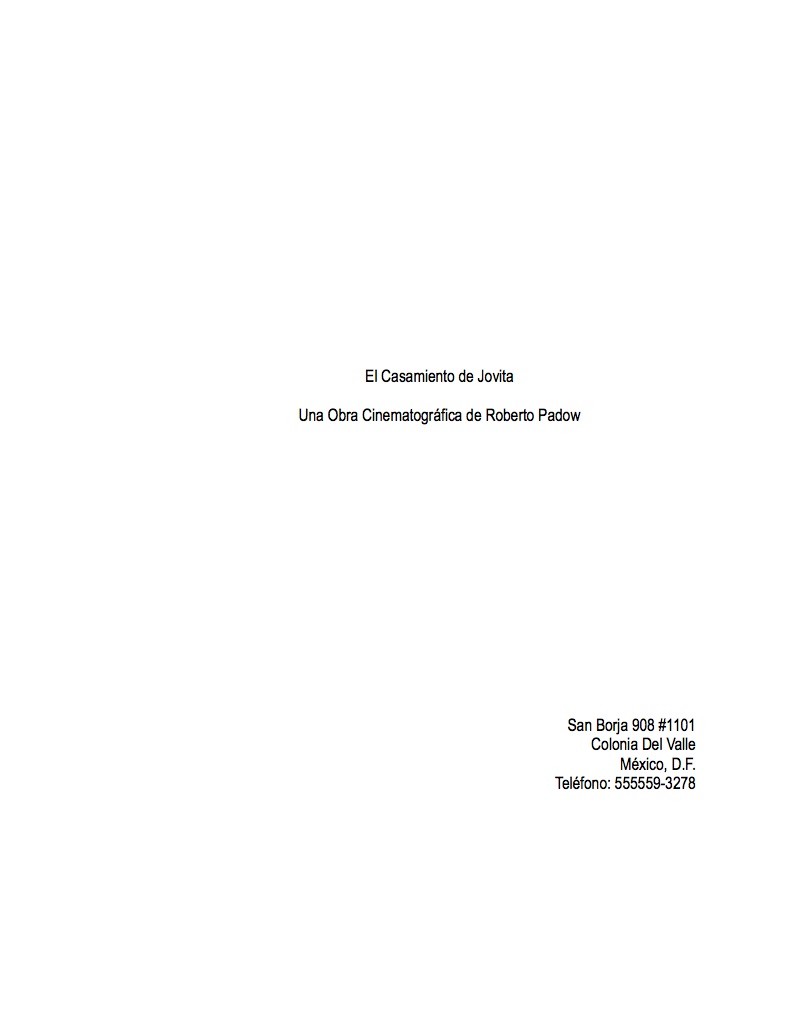 El Casamiento de Jovita
Una Obra Cinematográfica de Roberto Padow
San Borja 908 #1101
Colonia Del Valle
México, D.F.
Teléfono: 555559-3278